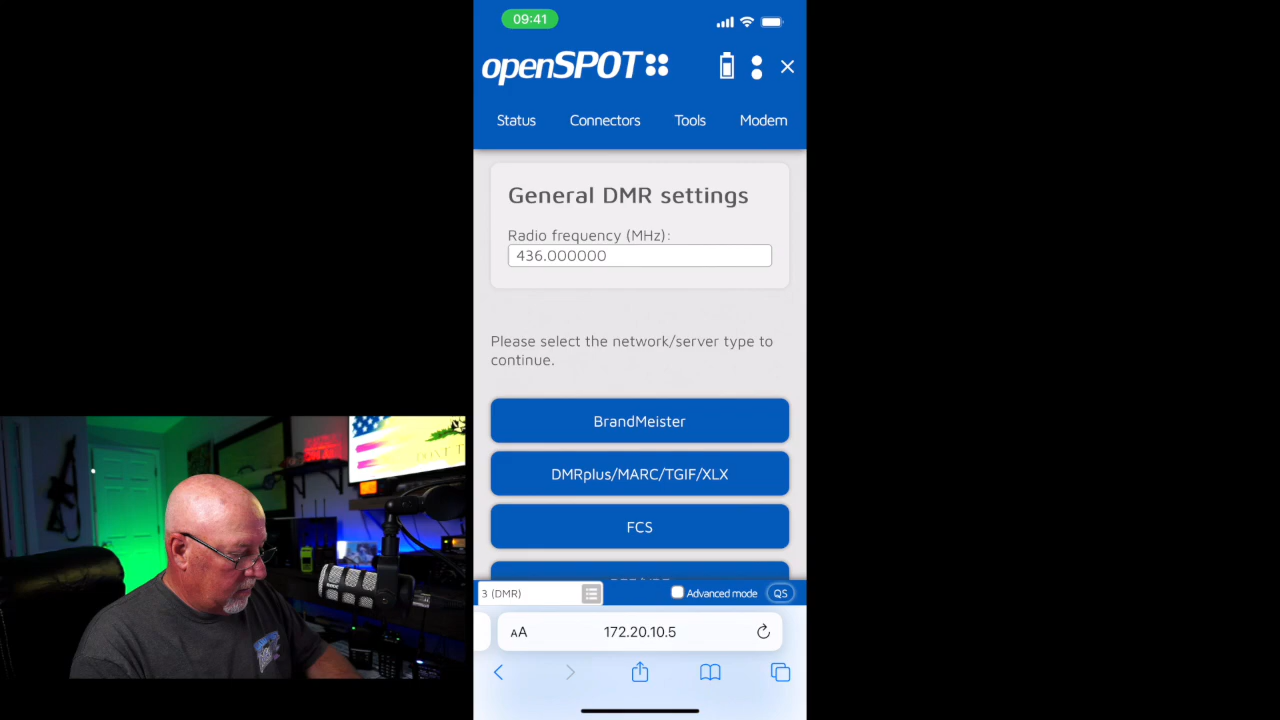 09:41
openSPOT
Status Connectors Tools Modem
General DMR settings
Radio frequency (MHz):
436.000000
Please select the network/server type to
continue.
BrandMeister
DMRplus/MARC/TGIF/XLX
FCS
3 (DMR) Advanced mode QS
AA 172.20.10.5
DON'T